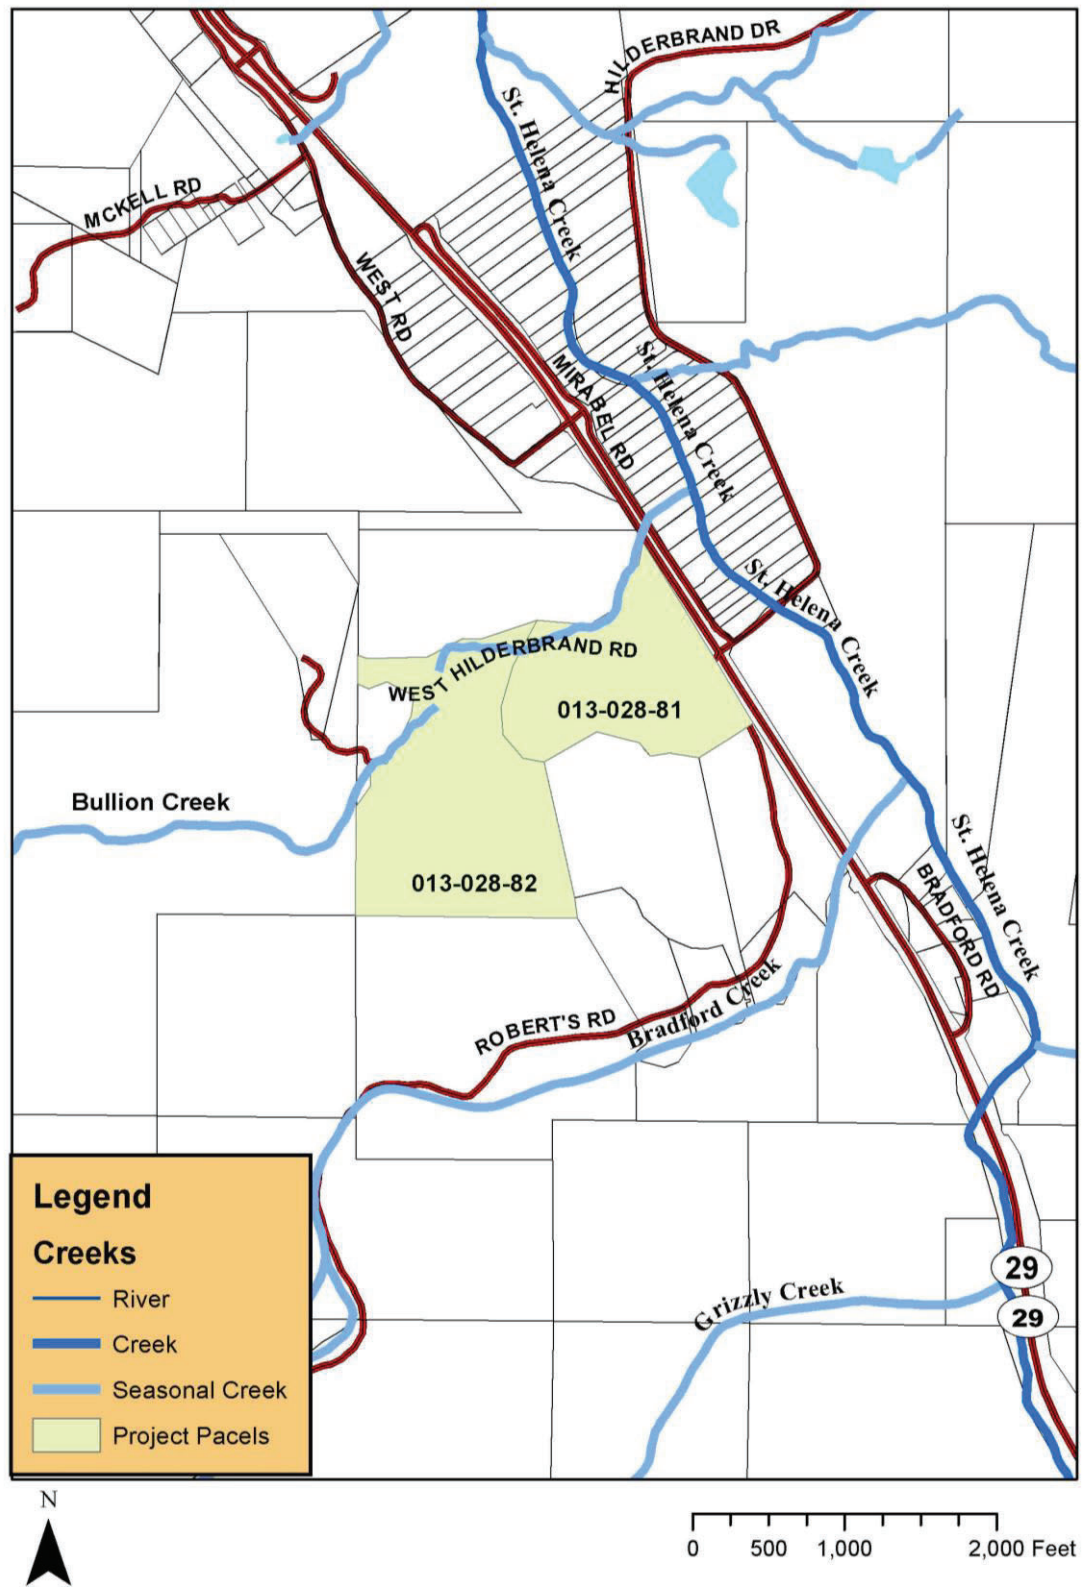 HILDERBRAND DR
St. Helena Creek
MCKELL RD
WEST RD
St. Helena Creek
MIRABEL RD
St. Helena Creek
WEST HILDERBRAND RD
013-028-81
Bullion Creek
St. Helena Creek
013-028-82
BRADFORD RD
Bradford Creek
ROBERT'S RD
Legend
Creeks
River
Creek
Seasonal Creek
Project Pacels
29
Grizzly Creek
29
N
0 500 1,000 2,000 Feet